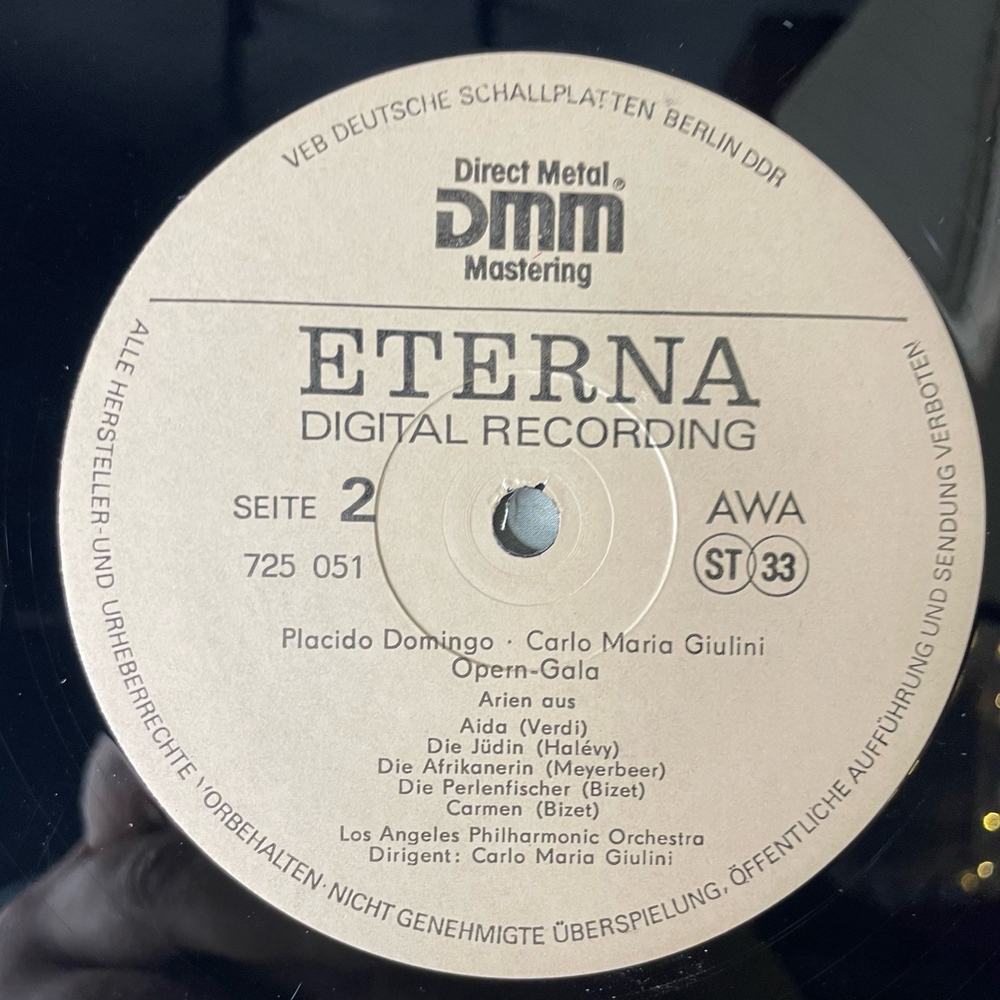 VEB DEUTSCHE SCHALLPLATTEN BERLIN DDR
Direct Metal
DMM®
Mastering
ETERNA
DIGITAL RECORDING
SEITE 2
AWA
725 051
ST 33
Placido Domingo · Carlo Maria Giulini
Opern-Gala
Arien aus
Aida (Verdi)
Die Jüdin (Halévy)
Die Afrikanerin (Meyerbeer)
Die Perlenfischer (Bizet)
Carmen (Bizet)
Los Angeles Philharmonic Orchestra
Dirigent: Carlo Maria Giulini
ALLE HERSTELLER-UND URHEBERRECHTE VORBEHALTEN · NICHT GENEHMIGTE ÜBERSPIELUNG, ÖFFENTLICHE AUFFÜHRUNG UND SENDUNG VERBOTEN